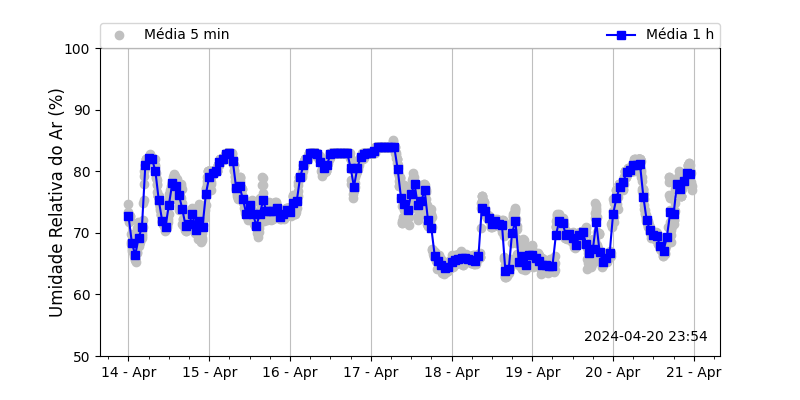 Média 5 min
Média 1 h
Umidade Relativa do Ar (%)
100
90
80
70
60
50
2024-04-20 23:54
14 - Apr
15 - Apr
16 - Apr
17 - Apr
18 - Apr
19 - Apr
20 - Apr
21 - Apr